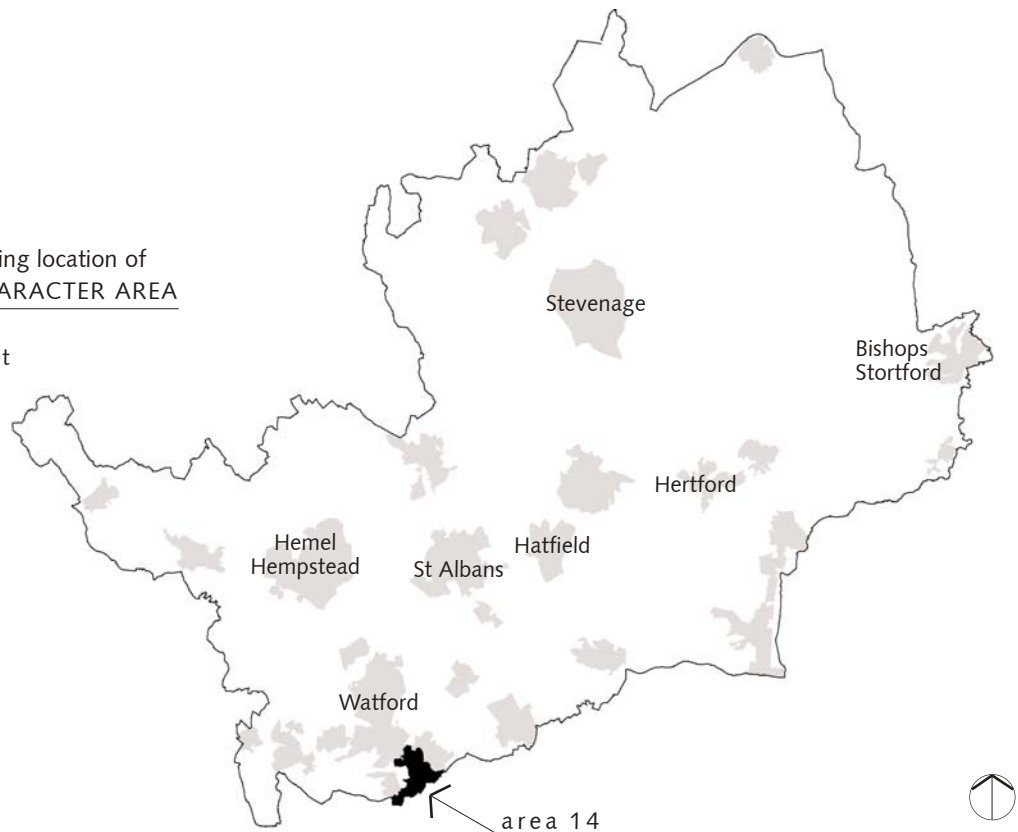 ing location of
ARACTER AREA
t
Stevenage
Bishops
Stortford
Hertford
Hemel
Hempstead
St Albans
Hatfield
Watford
area 14